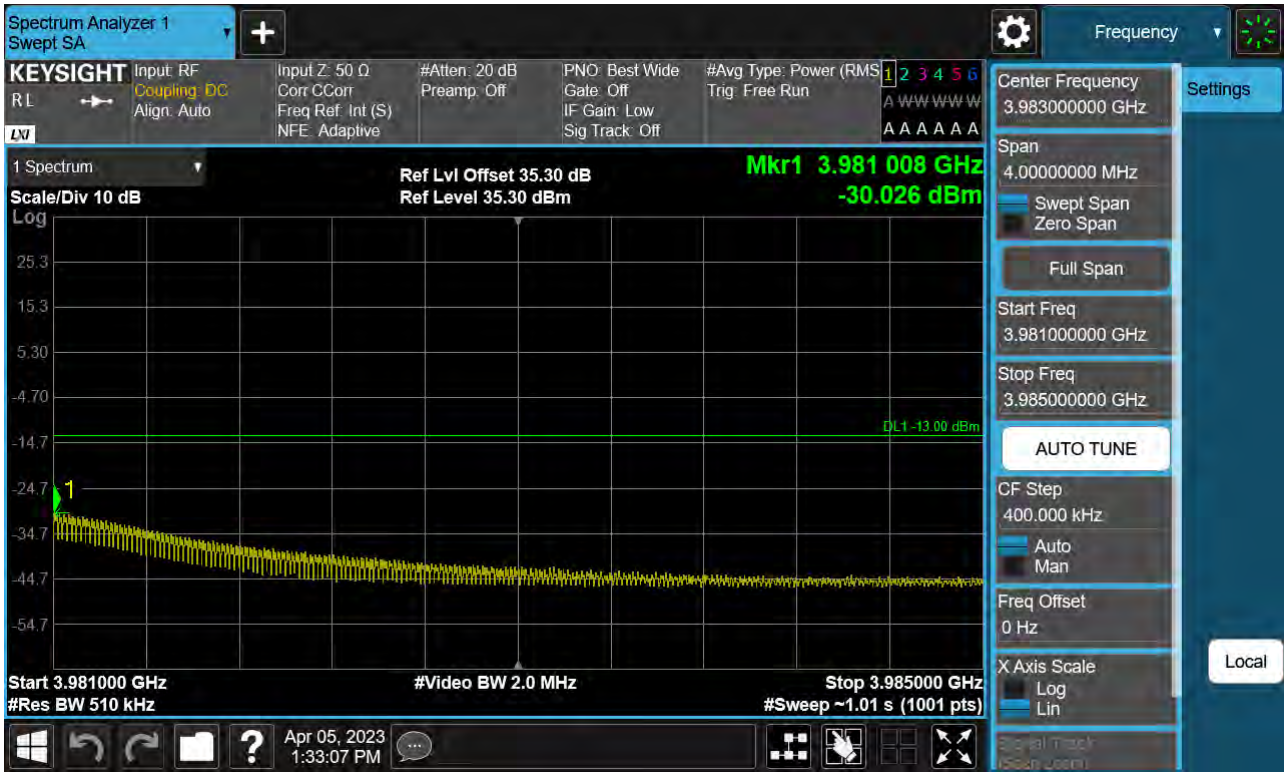 Spectrum Analyzer 1
Swept SA
+
Frequency
KEYSIGHT
RL
LXI
Input: RF
Coupling: DC
Align: Auto
Input Z: 50 Ω
Corr CCorr
Freq Ref: Int (S)
NFE: Adaptive
#Atten: 20 dB
Preamp: Off
PNO: Best Wide
Gate: Off
IF Gain: Low
Sig Track: Off
#Avg Type: Power (RMS
Trig: Free Run
1 2 3 4 5 6
A W W W W W
A A A A A A
1 Spectrum
Scale/Div 10 dB
Log
Ref Lvl Offset 35.30 dB
Ref Level 35.30 dBm
Mkr1 3.981 008 GHz
-30.026 dBm
25.3
15.3
5.30
-4.70
-14.7
-24.7
-34.7
-44.7
-54.7
DL1 -13.00 dBm
1
Start 3.981000 GHz
#Res BW 510 kHz
#Video BW 2.0 MHz
Stop 3.985000 GHz
#Sweep ~1.01 s (1001 pts)
Center Frequency
3.983000000 GHz
Span
4.00000000 MHz
Swept Span
Zero Span
Full Span
Start Freq
3.981000000 GHz
Stop Freq
3.985000000 GHz
AUTO TUNE
CF Step
400.000 kHz
Auto
Man
Freq Offset
0 Hz
X Axis Scale
Log
Lin
Signal Track
(Span Zoom)
Settings
Local
?
Apr 05, 2023
1:33:07 PM